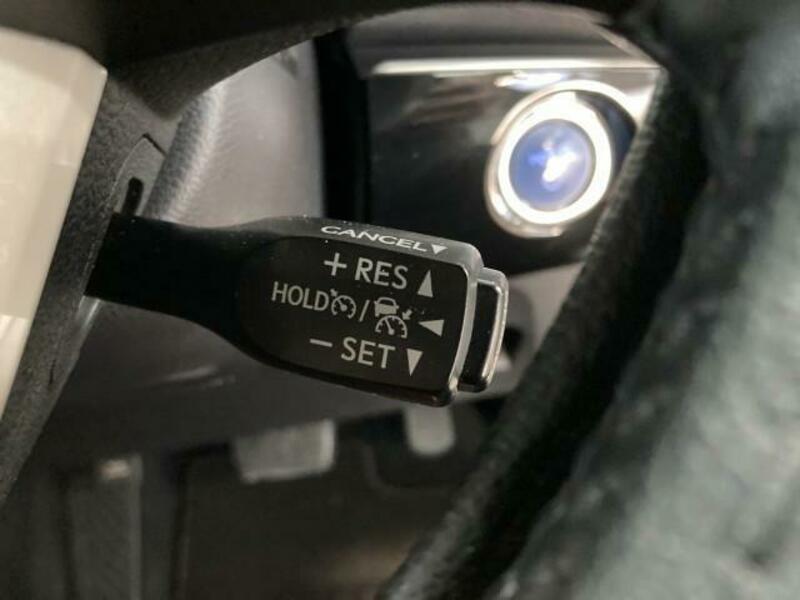 CANCEL▼
+ RES ▲
HOLD / ◀
− SET ▼